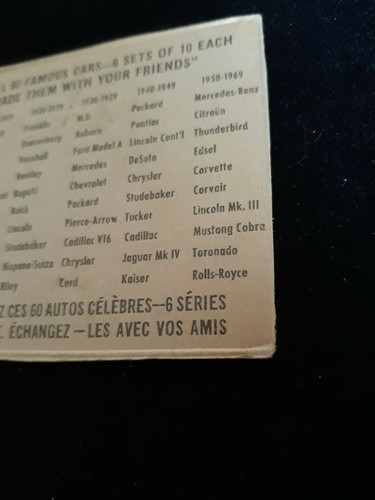 60 FAMOUS CARS—6 SETS OF 10 EACH
THEM WITH YOUR FRIENDS"
1920-1929 1930-1939 1940-1949 1950-1969
Franklin M.G. Packard Mercedes-Benz
Duesenberg Auburn Pontiac Citroën
Vauxhall Ford Model A Lincoln Cont'l Thunderbird
Bentley Mercedes DeSoto Edsel
Bugatti Chevrolet Chrysler Corvette
Buick Packard Studebaker Corvair
Lincoln Pierce-Arrow Tucker Lincoln Mk. III
Studebaker Cadillac V16 Cadillac Mustang Cobra
Hispano-Suiza Chrysler Jaguar Mk IV Toronado
Riley Cord Kaiser Rolls-Royce
CES 60 AUTOS CÉLÈBRES—6 SÉRIES
ÉCHANGEZ — LES AVEC VOS AMIS